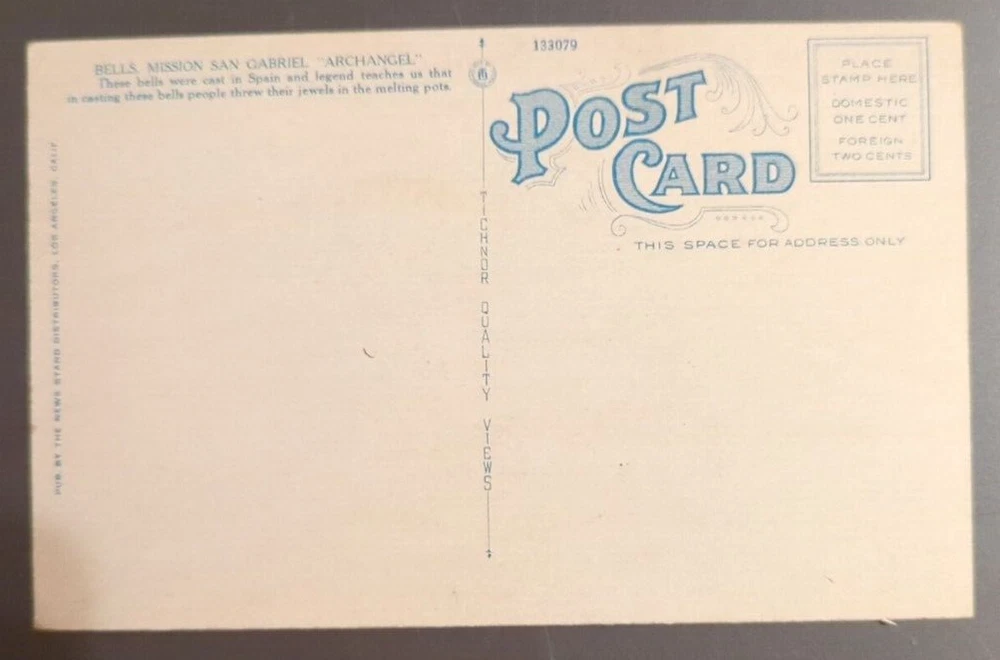 BELLS, MISSION SAN GABRIEL "ARCHANGEL"
These bells were cast in Spain and legend teaches us that
in casting these bells people threw their jewels in the melting pots.
PUB. BY THE NEWS STAND DISTRIBUTORS, LOS ANGELES, CALIF.
TICHNOR QUALITY VIEWS
133079
POST
CARD
PLACE
STAMP HERE
DOMESTIC
ONE CENT
FOREIGN
TWO CENTS
THIS SPACE FOR ADDRESS ONLY